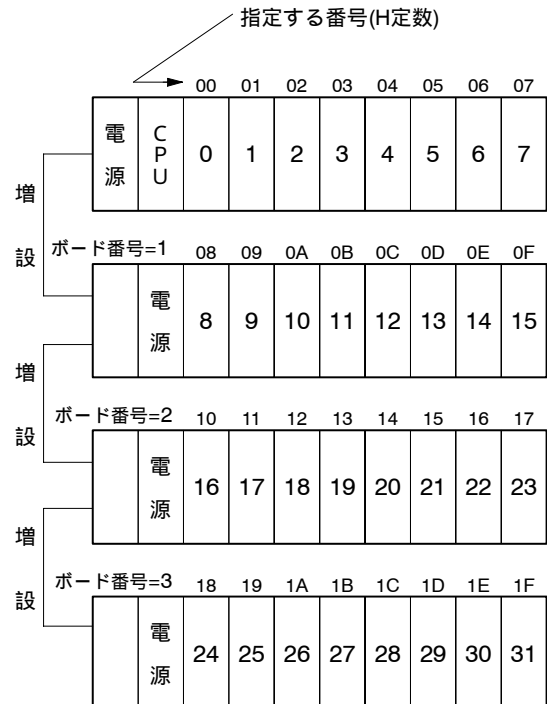 指定する番号(H定数)
00 01 02 03 04 05 06 07
電源 CPU 0 1 2 3 4 5 6 7
増設
ボード番号=1 08 09 0A 0B 0C 0D 0E 0F
電源 8 9 10 11 12 13 14 15
増設
ボード番号=2 10 11 12 13 14 15 16 17
電源 16 17 18 19 20 21 22 23
増設
ボード番号=3 18 19 1A 1B 1C 1D 1E 1F
電源 24 25 26 27 28 29 30 31